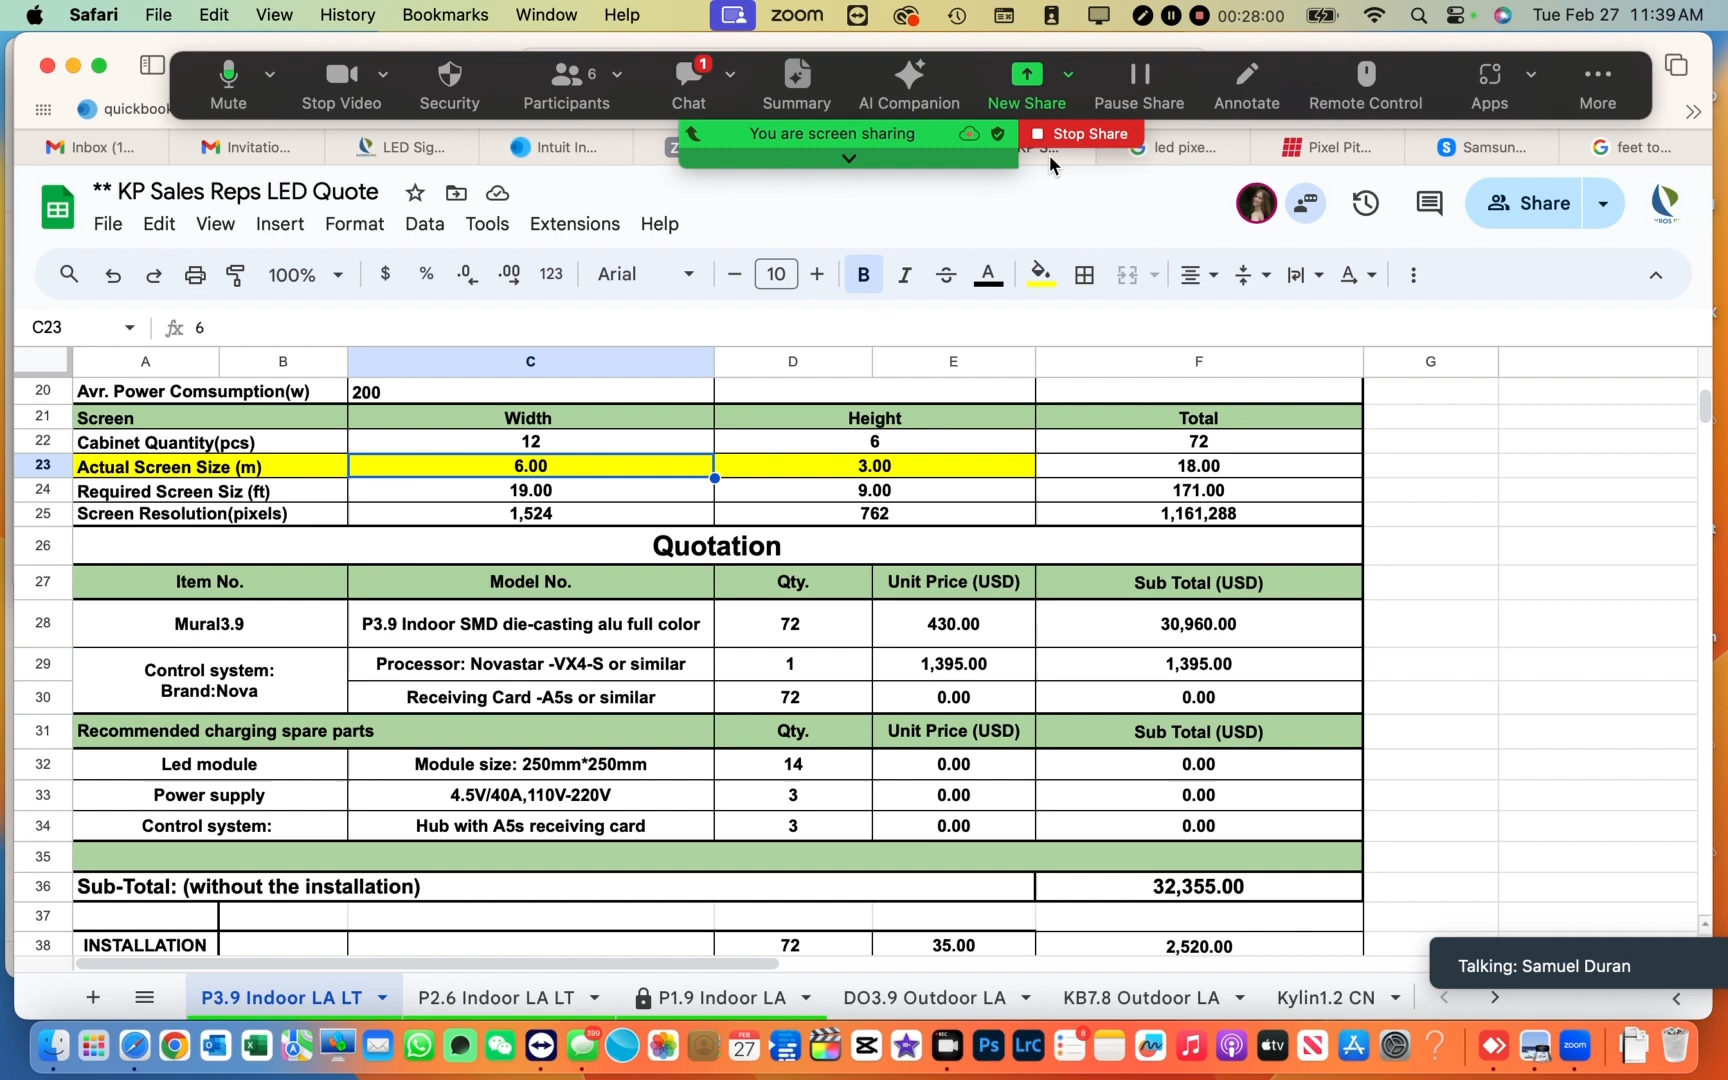 Safari File Edit View History Bookmarks Window Help zoom 00:28:00 Tue Feb 27 11:39 AM
Mute Stop Video Security Participants 6 Chat 1 Summary AI Companion New Share Pause Share Annotate Remote Control Apps More
quickbook
You are screen sharing Stop Share
Inbox (1... Invitatio... LED Sig... Intuit In... led pixe... Pixel Pit... Samsun... feet to...
** KP Sales Reps LED Quote
Share
File Edit View Insert Format Data Tools Extensions Help
100% $ % .0 .00 123 Arial 10 B I S A
C23 fx 6
A B C D E F G
20 Avr. Power Comsumption(w) 200
21 Screen Width Height Total
22 Cabinet Quantity(pcs) 12 6 72
23 Actual Screen Size (m) 6.00 3.00 18.00
24 Required Screen Siz (ft) 19.00 9.00 171.00
25 Screen Resolution(pixels) 1,524 762 1,161,288
26 Quotation
27 Item No. Model No. Qty. Unit Price (USD) Sub Total (USD)
28 Mural3.9 P3.9 Indoor SMD die-casting alu full color 72 430.00 30,960.00
29 Control system: Processor: Novastar -VX4-S or similar 1 1,395.00 1,395.00
30 Brand:Nova Receiving Card -A5s or similar 72 0.00 0.00
31 Recommended charging spare parts Qty. Unit Price (USD) Sub Total (USD)
32 Led module Module size: 250mm*250mm 14 0.00 0.00
33 Power supply 4.5V/40A,110V-220V 3 0.00 0.00
34 Control system: Hub with A5s receiving card 3 0.00 0.00
35
36 Sub-Total: (without the installation) 32,355.00
37
38 INSTALLATION 72 35.00 2,520.00
Talking: Samuel Duran
P3.9 Indoor LA LT P2.6 Indoor LA LT P1.9 Indoor LA DO3.9 Outdoor LA KB7.8 Outdoor LA Kylin1.2 CN
399 FEB 27 Ps LrC 8 tv zoom